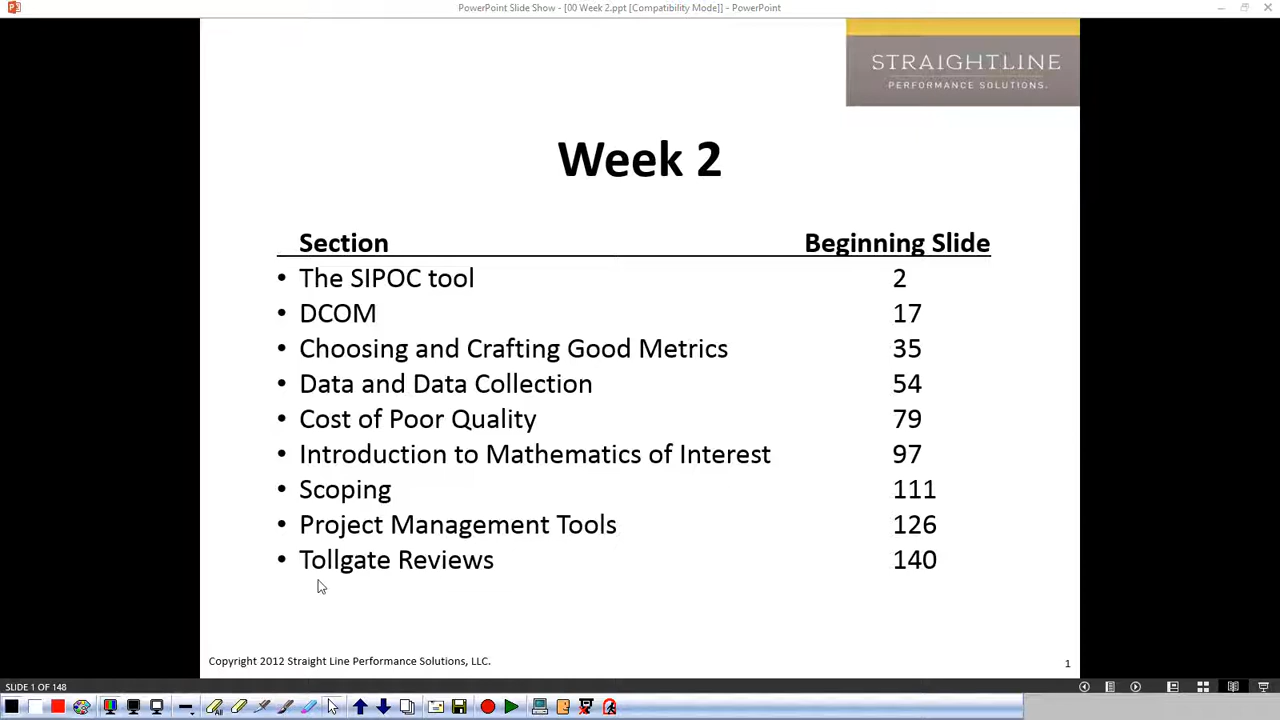 PowerPoint Slide Show - [00 Week 2.ppt [Compatibility Mode]] - PowerPoint
STRAIGHTLINE
PERFORMANCE SOLUTIONS.
Week 2
Section Beginning Slide
• The SIPOC tool 2
• DCOM 17
• Choosing and Crafting Good Metrics 35
• Data and Data Collection 54
• Cost of Poor Quality 79
• Introduction to Mathematics of Interest 97
• Scoping 111
• Project Management Tools 126
• Tollgate Reviews 140
Copyright 2012 Straight Line Performance Solutions, LLC. 1
SLIDE 1 OF 148